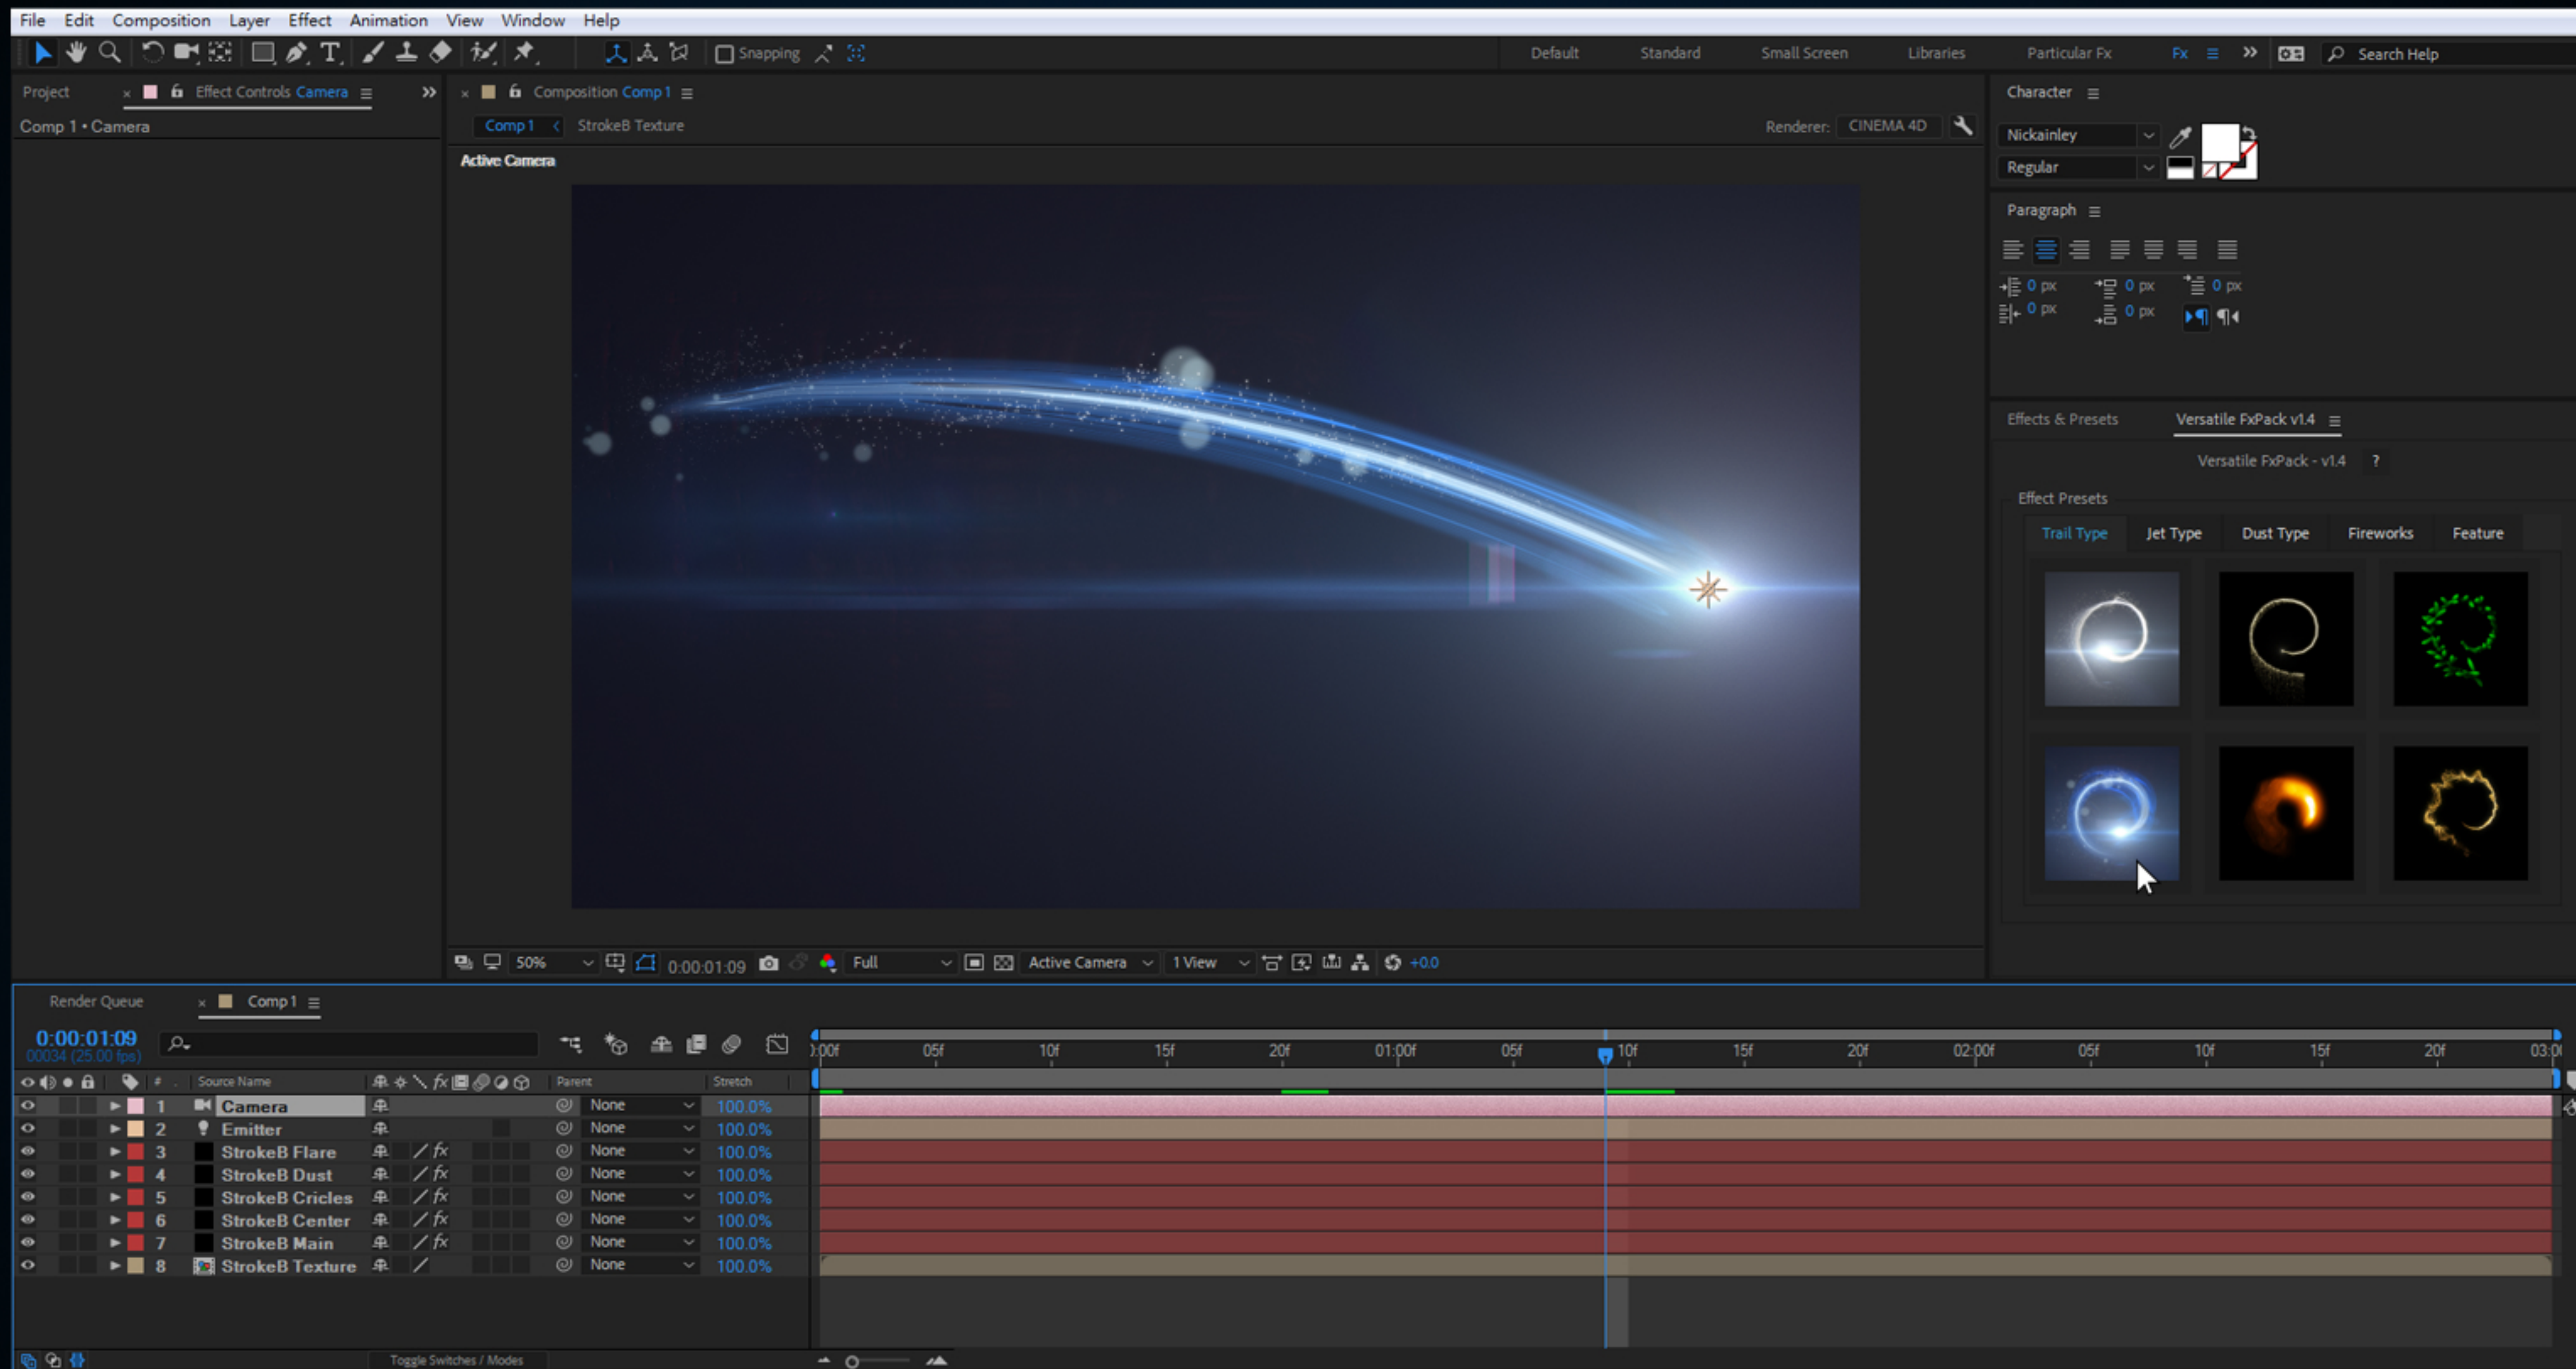 File Edit Composition Layer Effect Animation View Window Help
Snapping Default Standard Small Screen Libraries Particular Fx Fx Search Help
Project Effect Controls Camera
Comp 1 • Camera
Composition Comp 1
Comp 1 StrokeB Texture
Renderer: CINEMA 4D
Active Camera
Character
Nickainley
Regular
Paragraph
0 px 0 px 0 px
0 px 0 px
Effects & Presets Versatile FxPack v1.4
Versatile FxPack - v1.4 ?
Effect Presets
Trail Type Jet Type Dust Type Fireworks Feature
50% 0:00:01:09 Full Active Camera 1 View +0.0
Render Queue Comp 1
0:00:01:09
00034 (25.00 fps)
):00f 05f 10f 15f 20f 01:00f 05f 10f 15f 20f 02:00f 05f 10f 15f 20f 03:0
# Source Name fx Parent Stretch
1 Camera None 100.0%
2 Emitter None 100.0%
3 StrokeB Flare fx None 100.0%
4 StrokeB Dust fx None 100.0%
5 StrokeB Cricles fx None 100.0%
6 StrokeB Center fx None 100.0%
7 StrokeB Main fx None 100.0%
8 StrokeB Texture None 100.0%
Toggle Switches / Modes